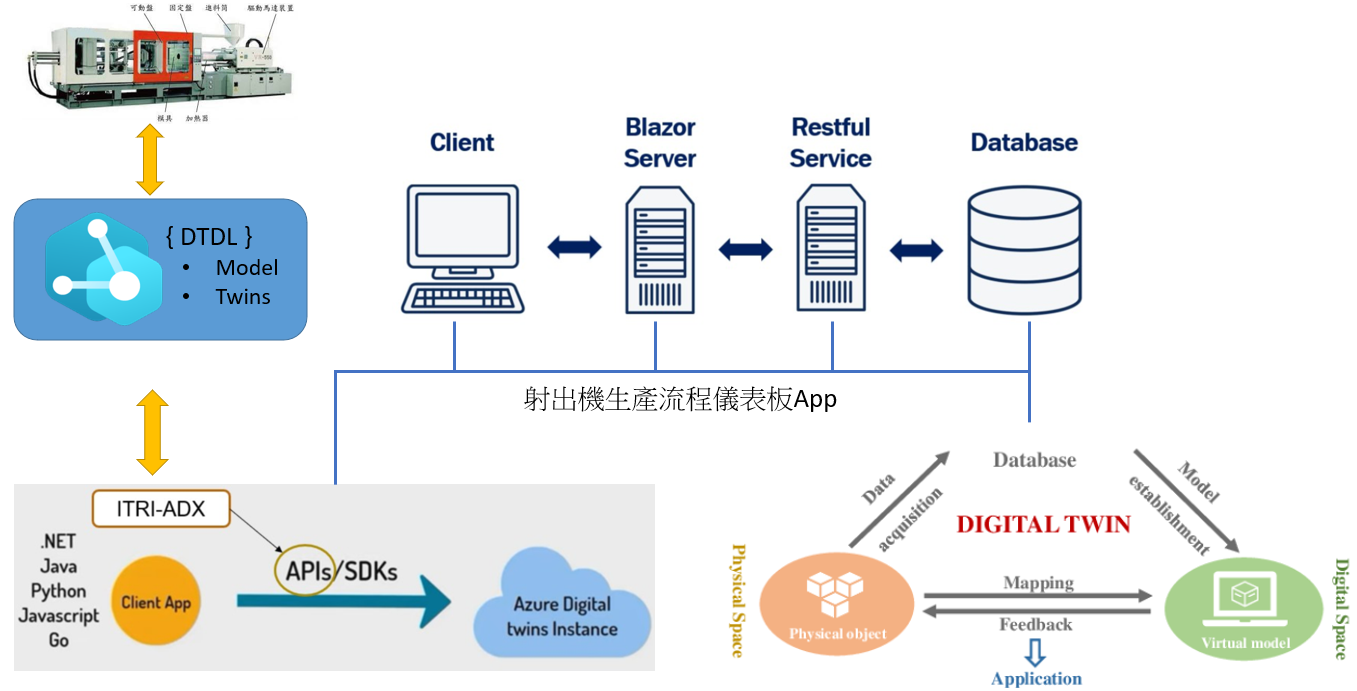 可動盤 固定盤 進料筒 驅動馬達裝置
模具 加熱器
{ DTDL }
• Model
• Twins
Client
Blazor
Server
Restful
Service
Database
射出機生產流程儀表板App
ITRI-ADX
.NET
Java
Python
Javascript
Go
Client App
APIs/SDKs
Azure Digital
twins Instance
Database
Data
acquisition
Model
establishment
DIGITAL TWIN
Physical Space
Physical object
Mapping
Feedback
Application
Virtual model
Digital Space